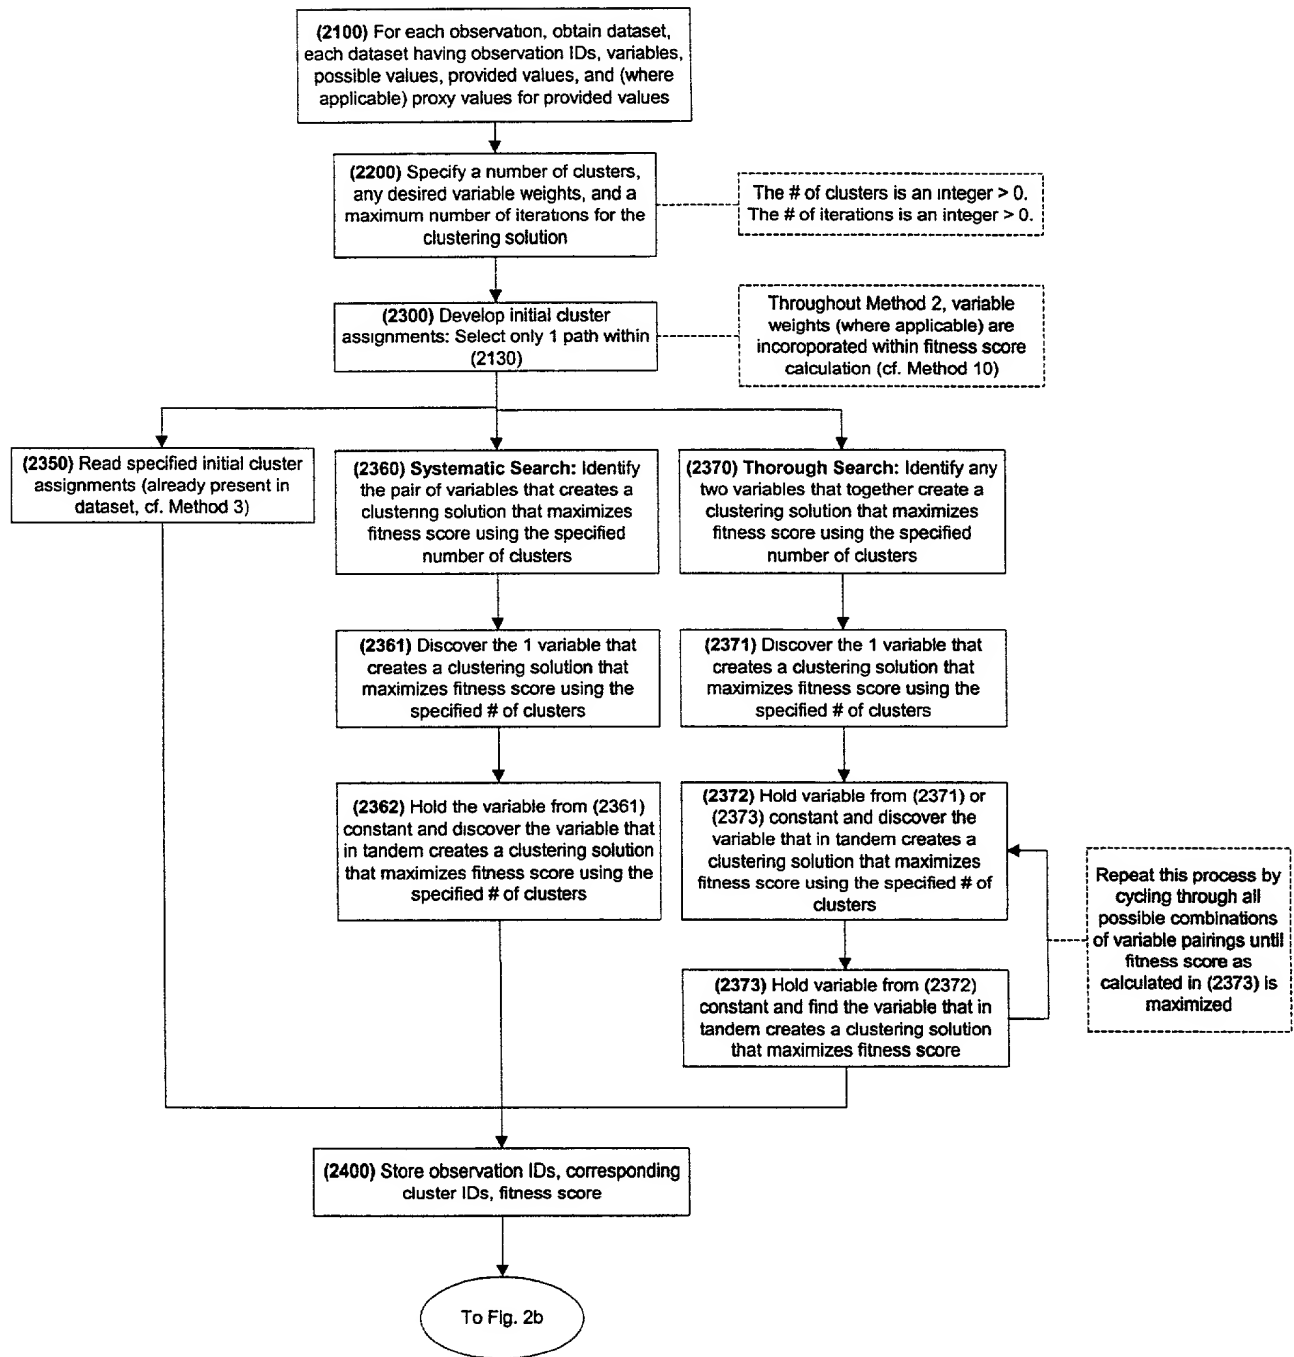 (2100) For each observation, obtain dataset,
each dataset having observation IDs, variables,
possible values, provided values, and (where
applicable) proxy values for provided values
(2200) Specify a number of clusters,
any desired variable weights, and a
maximum number of iterations for the
clustering solution
The # of clusters is an integer > 0.
The # of iterations is an integer > 0.
(2300) Develop initial cluster
assignments: Select only 1 path within
(2130)
Throughout Method 2, variable
weights (where applicable) are
incoroporated within fitness score
calculation (cf. Method 10)
(2350) Read specified initial cluster
assignments (already present in
dataset, cf. Method 3)
(2360) Systematic Search: Identify
the pair of variables that creates a
clustering solution that maximizes
fitness score using the specified
number of clusters
(2370) Thorough Search: Identify any
two variables that together create a
clustering solution that maximizes
fitness score using the specified
number of clusters
(2361) Discover the 1 variable that
creates a clustering solution that
maximizes fitness score using the
specified # of clusters
(2371) Discover the 1 variable that
creates a clustering solution that
maximizes fitness score using the
specified # of clusters
(2362) Hold the variable from (2361)
constant and discover the variable that
in tandem creates a clustering solution
that maximizes fitness score using the
specified # of clusters
(2372) Hold variable from (2371) or
(2373) constant and discover the
variable that in tandem creates a
clustering solution that maximizes
fitness score using the specified # of
clusters
Repeat this process by
cycling through all
possible combinations
of variable pairings until
fitness score as
calculated in (2373) is
maximized
(2373) Hold variable from (2372)
constant and find the variable that in
tandem creates a clustering solution
that maximizes fitness score
(2400) Store observation IDs, corresponding
cluster IDs, fitness score
To Fig. 2b